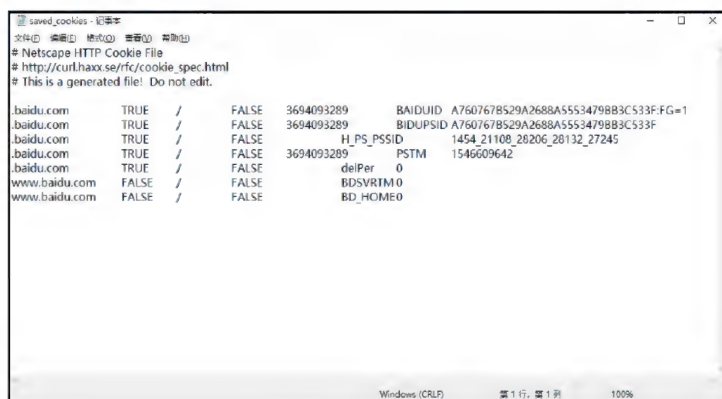 saved_cookies - 记事本
文件(F) 编辑(E) 格式(O) 查看(V) 帮助(H)
# Netscape HTTP Cookie File
# http://curl.haxx.se/rfc/cookie_spec.html
# This is a generated file!  Do not edit.
.baidu.com TRUE / FALSE 3694093289 BAIDUID A760767B529A2688A5553479BB3C533F:FG=1
.baidu.com TRUE / FALSE 3694093289 BIDUPSID A760767B529A2688A5553479BB3C533F
.baidu.com TRUE / FALSE H_PS_PSSID 1454_21108_28206_28132_27245
.baidu.com TRUE / FALSE 3694093289 PSTM 1546609642
.baidu.com TRUE / FALSE delPer 0
www.baidu.com FALSE / FALSE BDSVRTM 0
www.baidu.com FALSE / FALSE BD_HOME 0
Windows (CRLF) 第 1 行, 第 1 列 100%